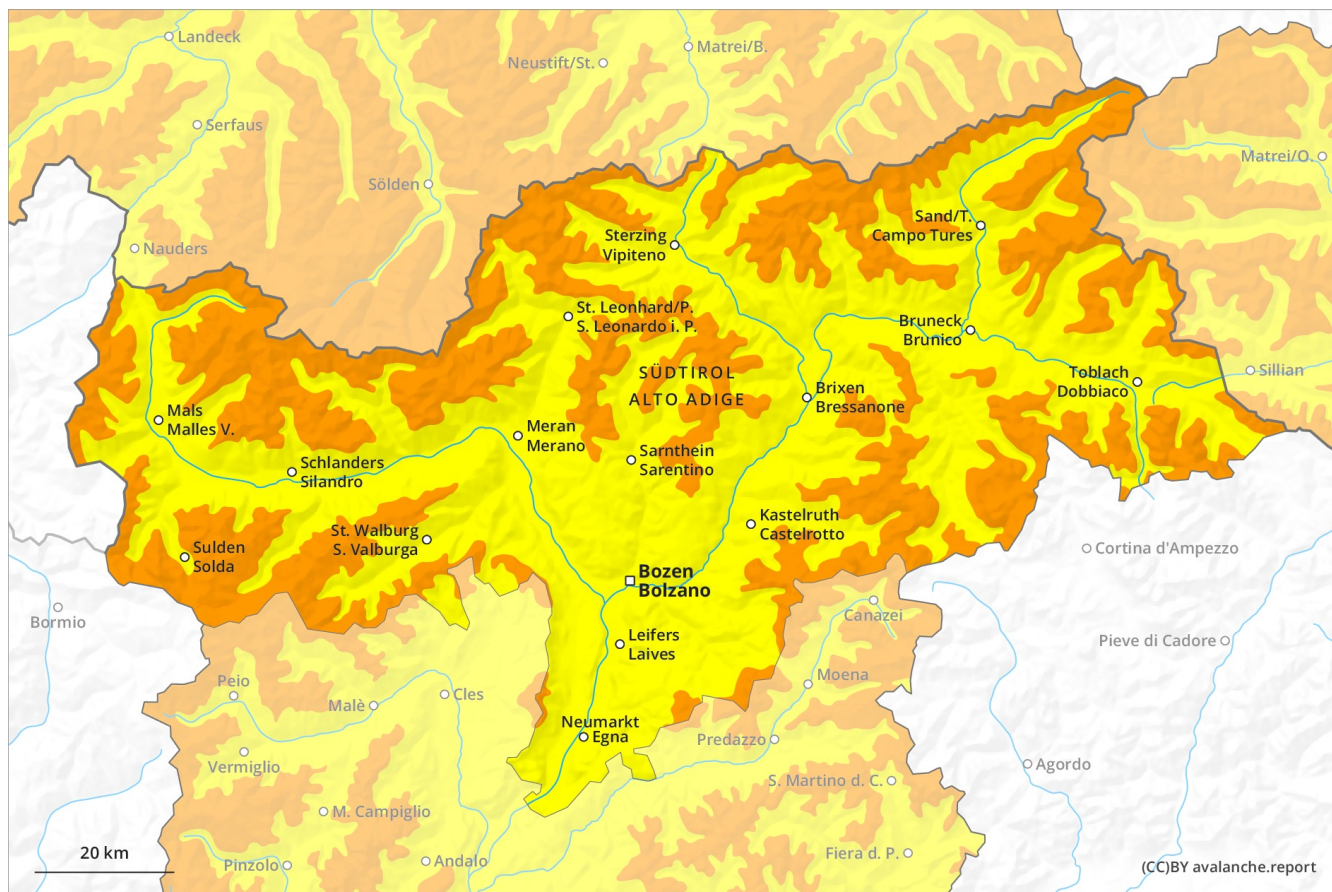 Landeck
Matrei/B.
Neustift/St.
Serfaus
Matrei/O.
Sölden
Sand/T.
Campo Tures
Sterzing
Vipiteno
Nauders
St. Leonhard/P.
S. Leonardo i. P.
Bruneck
Brunico
SÜDTIROL
ALTO ADIGE
Toblach
Dobbiaco
Sillian
Brixen
Bressanone
Mals
Malles V.
Meran
Merano
Sarnthein
Sarentino
Schlanders
Silandro
Kastelruth
Castelrotto
St. Walburg
S. Valburga
Sulden
Solda
Cortina d'Ampezzo
Bozen
Bolzano
Bormio
Canazei
Leifers
Laives
Pieve di Cadore
Peio
Moena
Malè
Cles
Neumarkt
Egna
Predazzo
Vermiglio
Agordo
S. Martino d. C.
M. Campiglio
20 km
Pinzolo
Andalo
Fiera d. P.
(CC)BY avalanche.report